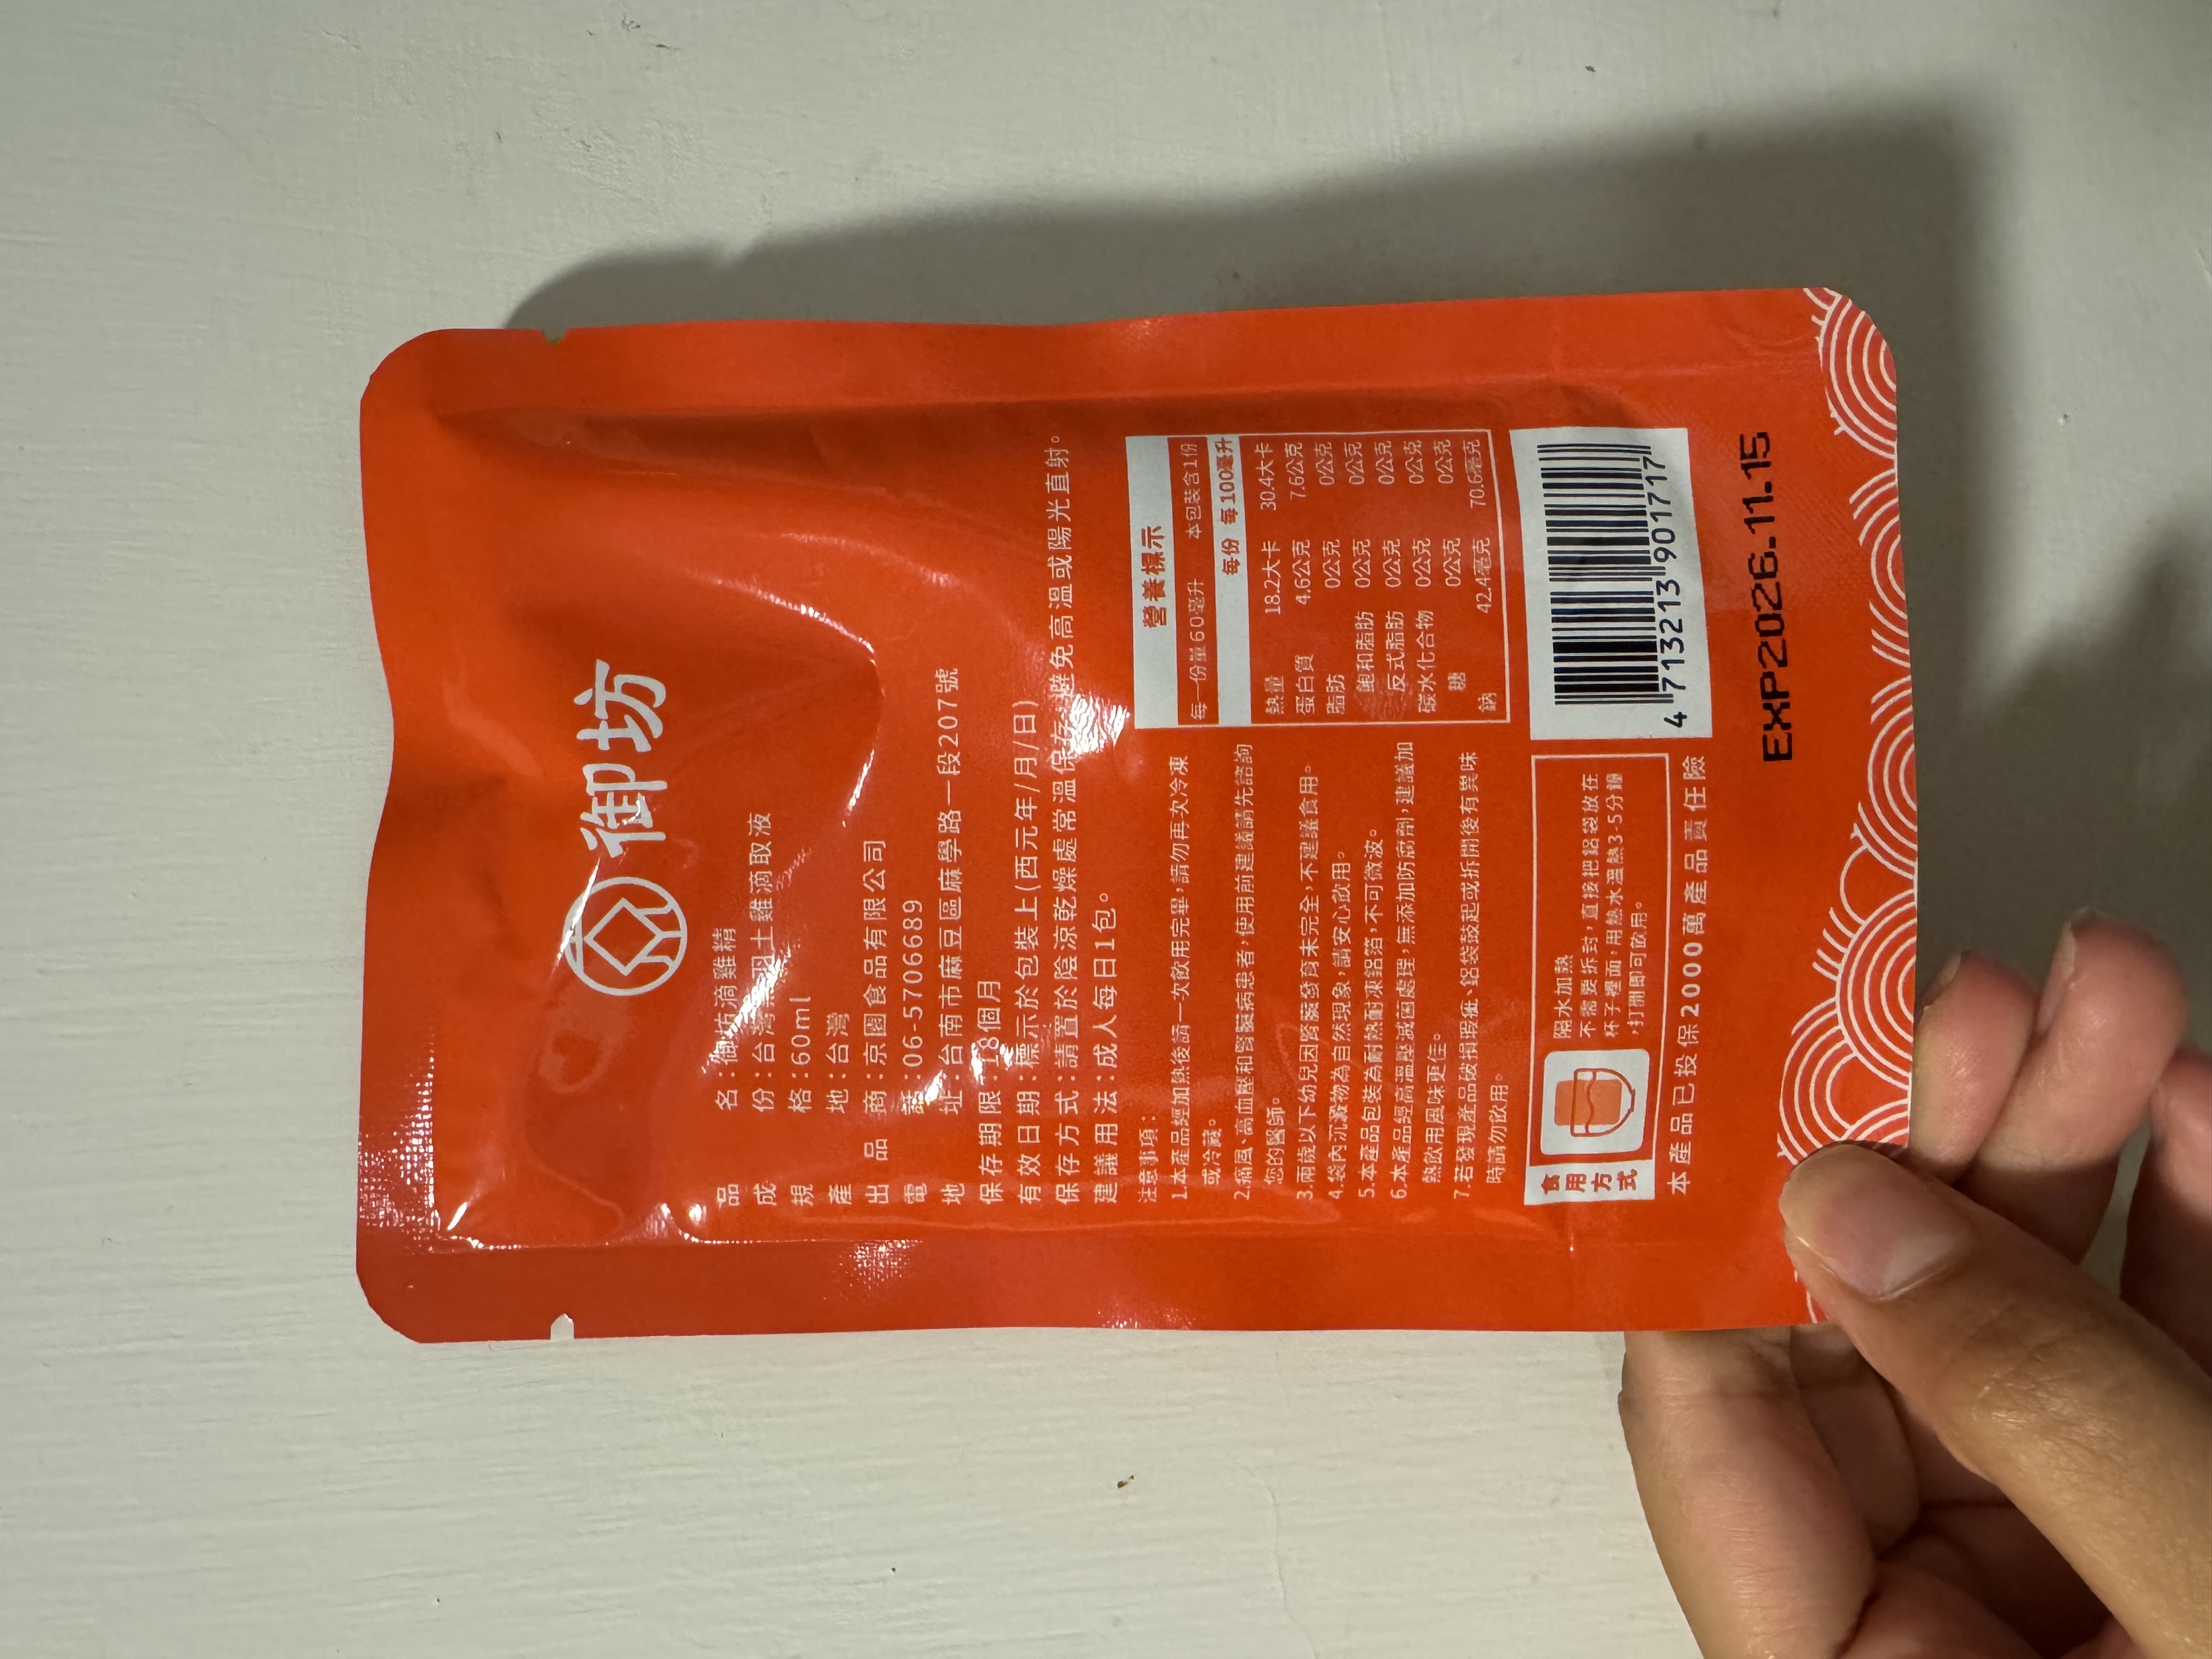 御坊
品名：御坊滴雞精
成份：台灣黑羽土雞滴取液
規格：60ml
產地：台灣
出品商：京園食品有限公司
電話：06-5706689
地址：台南市麻豆區麻學路一段207號
保存期限：18個月
有效日期：標示於包裝上(西元年/月/日)
保存方式：請置於陰涼乾燥處常溫保存，避免高溫或陽光直射。
建議用法：成人每日1包。
注意事項：
1.本產品經加熱後請一次飲用完畢，請勿再次冷凍
或冷藏。
2.痛風、高血壓和腎臟病患者，使用前建議請先諮詢
您的醫師。
3.兩歲以下幼兒因腎臟發育未完全，不建議食用。
4.袋內沉澱物為自然現象，請安心飲用。
5.本產品包裝為耐熱耐凍鋁箔，不可微波。
6.本產品經高溫壓滅菌處理，無添加防腐劑，建議加
熱飲用風味更佳。
7.若發現產品破損瑕疵、鋁袋鼓起或拆開後有異味
時請勿飲用。
營養標示
每一份量60毫升 本包裝含1份
每份 每100毫升
熱量 18.2大卡 30.4大卡
蛋白質 4.6公克 7.6公克
脂肪 0公克 0公克
飽和脂肪 0公克 0公克
反式脂肪 0公克 0公克
碳水化合物 0公克 0公克
糖 0公克 0公克
鈉 42.4毫克 70.6毫克
食用方式
隔水加熱
不需要拆封，直接把鋁袋放在
杯子裡面，用熱水溫熱3-5分鐘
，打開即可飲用。
本產品已投保2000萬產品責任險
4 713213 901717
EXP2026.11.15